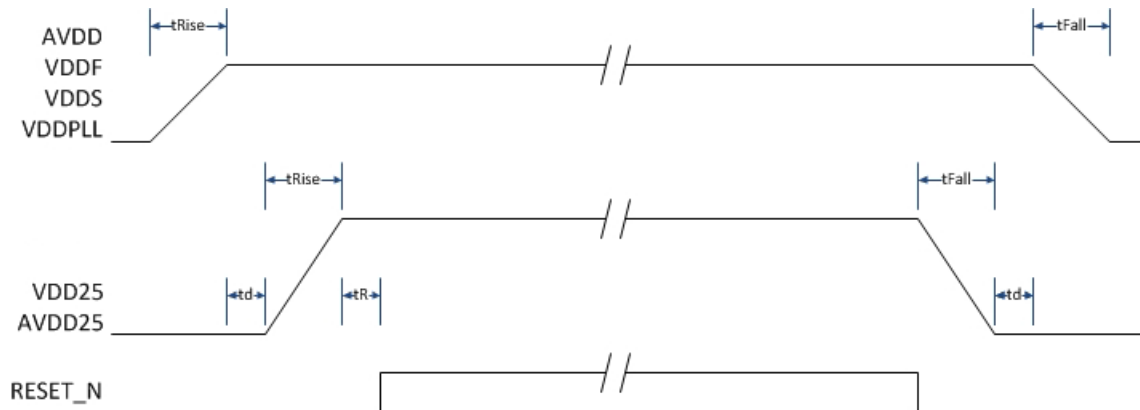 tRise
tFall
AVDD
VDDF
VDDS
VDDPLL
tRise
tFall
VDD25
td
tR
td
AVDD25
RESET_N